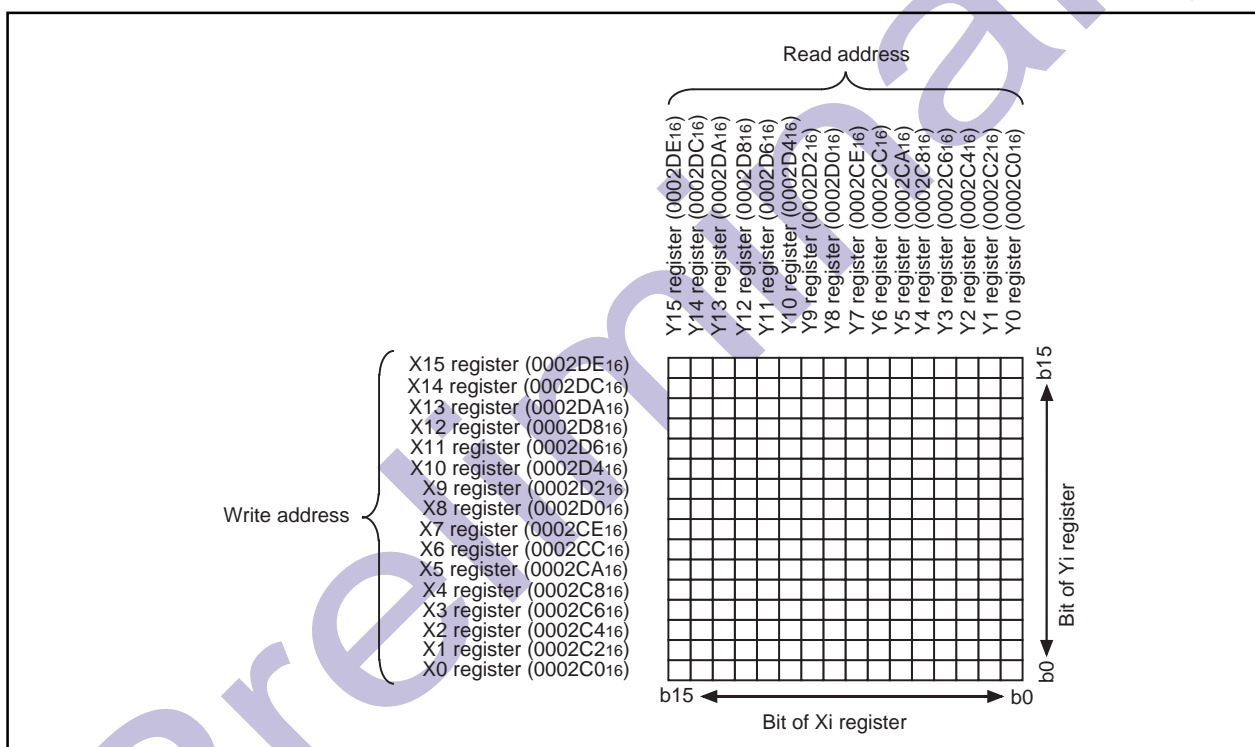 Read address
Y15 register (0002DE16)
Y14 register (0002DC16)
Y13 register (0002DA16)
Y12 register (0002D816)
Y11 register (0002D616)
Y10 register (0002D416)
Y9 register (0002D216)
Y8 register (0002D016)
Y7 register (0002CE16)
Y6 register (0002CC16)
Y5 register (0002CA16)
Y4 register (0002C816)
Y3 register (0002C616)
Y2 register (0002C416)
Y1 register (0002C216)
Y0 register (0002C016)
Write address
X15 register (0002DE16)
X14 register (0002DC16)
X13 register (0002DA16)
X12 register (0002D816)
X11 register (0002D616)
X10 register (0002D416)
X9 register (0002D216)
X8 register (0002D016)
X7 register (0002CE16)
X6 register (0002CC16)
X5 register (0002CA16)
X4 register (0002C816)
X3 register (0002C616)
X2 register (0002C416)
X1 register (0002C216)
X0 register (0002C016)
b15
Bit of Yi register
b0
b15 b0
Bit of Xi register